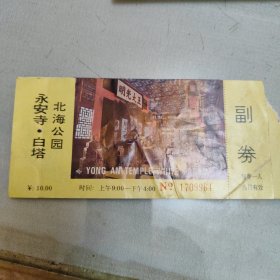 北海公园
永安寺·白塔
¥: 10.00
YONG AN TEMPLE
时间: 上午9:00—下午4:00
№ 1709964
副券